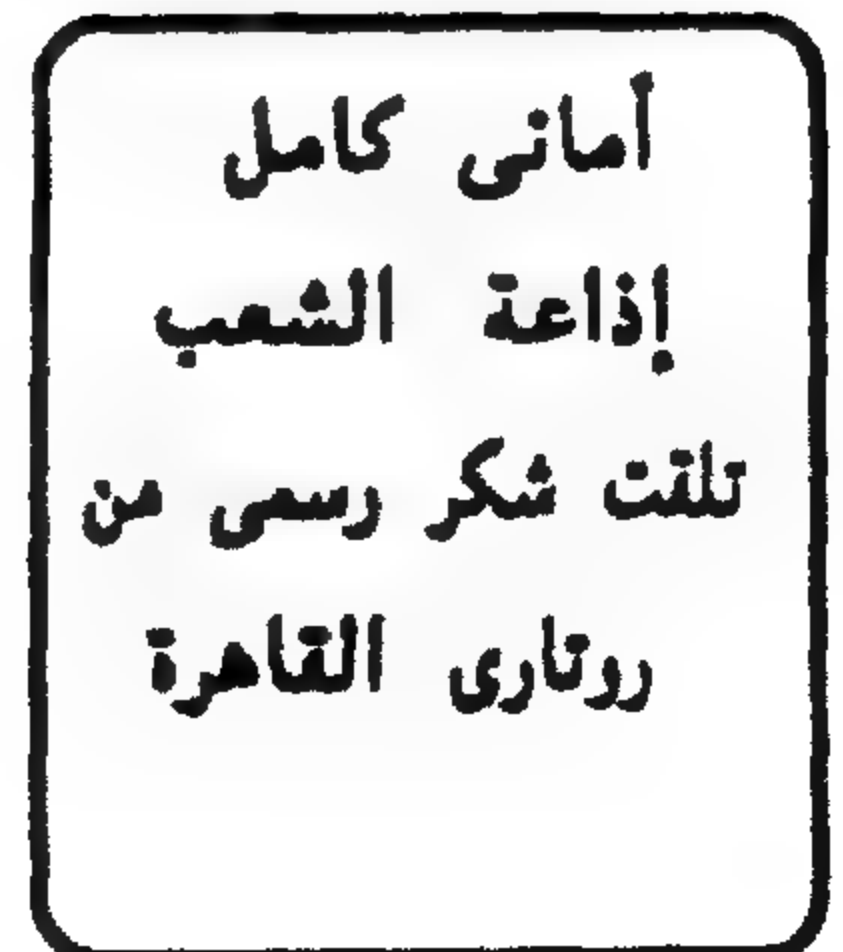 أمانى كامل
إذاعة الشعب
تلقت شكر رسمى من
روتارى القاهرة